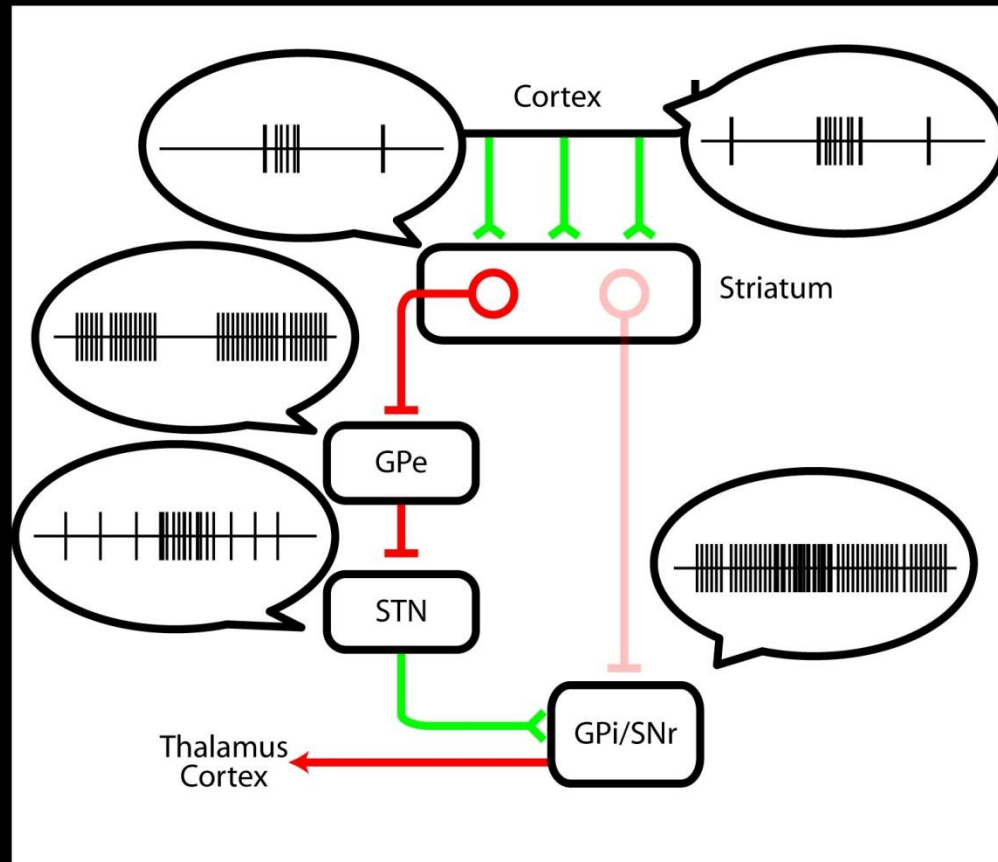 Cortex
Striatum
GPe
STN
GPi/SNr
Thalamus
Cortex